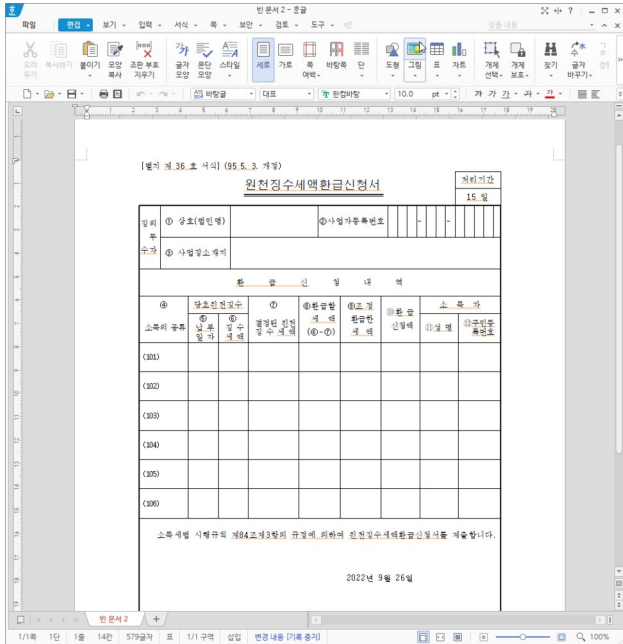 빈 문서 2 - 한글
파일 편집 보기 입력 서식 쪽 보안 검토 도구
찾을 내용
오려 두기 복사하기 붙이기 모양 복사 조판 부호 지우기 글자 모양 문단 모양 스타일 세로 가로 쪽 여백 바탕쪽 단 도형 그림 표 차트 개체 선택 개체 보호 찾기 글자 바꾸기
바탕글 대표 한컴바탕 10.0 pt 가 가 가 가 가
[별지 제 36 호 서식] (95 5. 3. 개정)
원천징수세액환급신청서
처리기간
15 일
징의
무
수자
① 상호(법인명)
②사업자등록번호
- -
③ 사업장소재지
환 급 신 청 내 역
④
소득의 종류
당초진전징수
⑤
납 부
일 자
⑥
징 수
세 액
⑦
결정된 진전
징 수 세 액
⑧환급할
세 액
(⑥-⑦)
⑨조 정
환급한
세 액
⑩환 급
신청액
소 득 자
⑪성 명
⑫구민등
록번호
(101)
(102)
(103)
(104)
(105)
(106)
소득세법 시행규칙 제84조제3항의 규정에 의하여 진전징수세액환급신청서를 제출합니다.
2022년 9월 26일
빈 문서 2
1/1쪽 1단 1줄 14칸 579글자 표 1/1 구역 삽입 변경 내용 [기록 중지] 100%